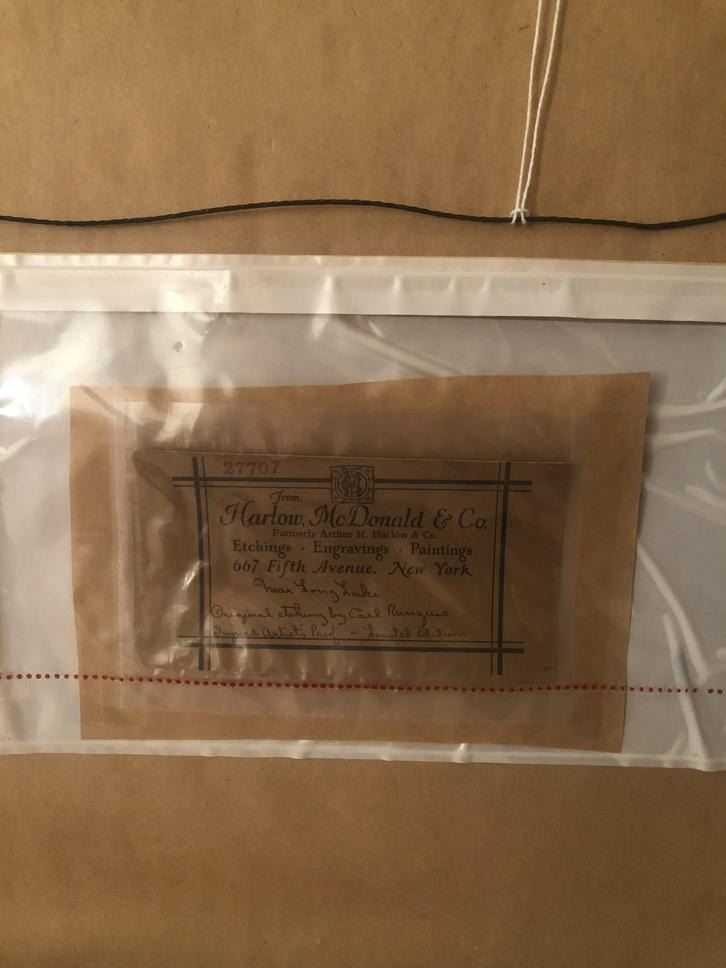 27707
From
Harlow, McDonald & Co.
Formerly Arthur H. Harlow & Co.
Etchings · Engravings · Paintings
667 Fifth Avenue, New York
Near Long Lake
Original etching by Carl Rungius
Signed Artist's Proof - Limited Edition